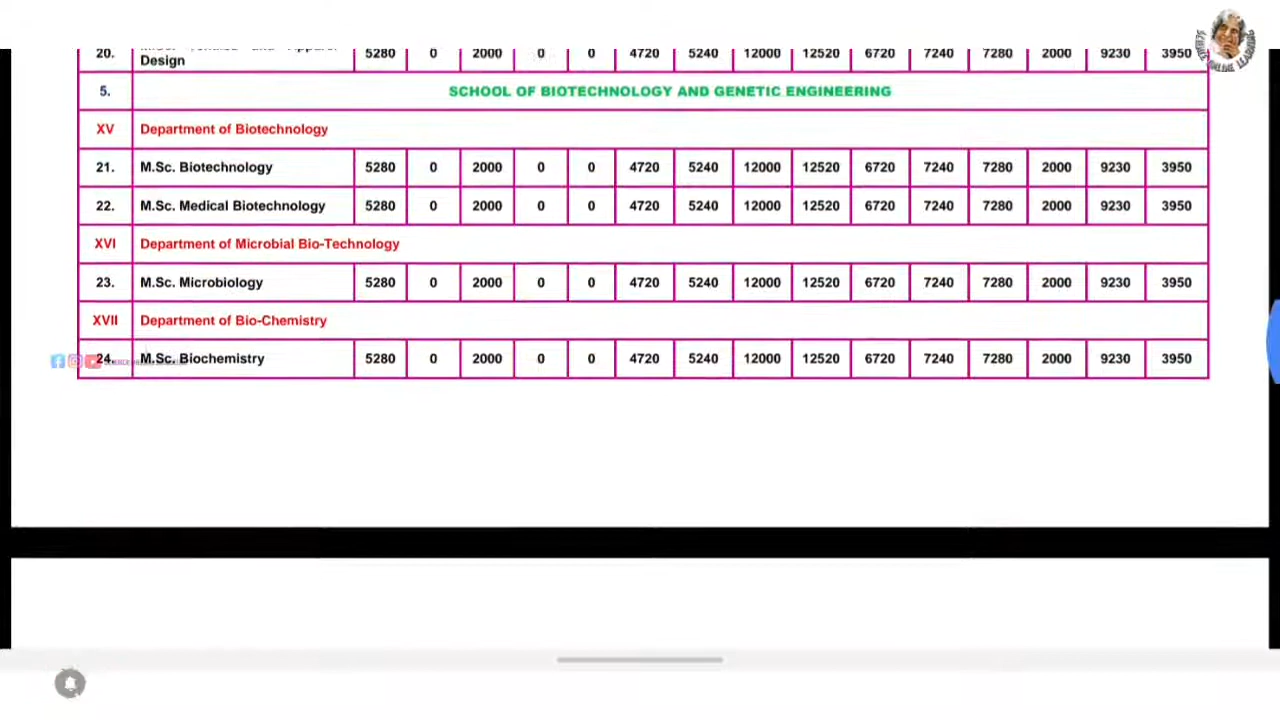 20. Design 5280 0 2000 0 0 4720 5240 12000 12520 6720 7240 7280 2000 9230 3950
5. SCHOOL OF BIOTECHNOLOGY AND GENETIC ENGINEERING
XV Department of Biotechnology
21. M.Sc. Biotechnology 5280 0 2000 0 0 4720 5240 12000 12520 6720 7240 7280 2000 9230 3950
22. M.Sc. Medical Biotechnology 5280 0 2000 0 0 4720 5240 12000 12520 6720 7240 7280 2000 9230 3950
XVI Department of Microbial Bio-Technology
23. M.Sc. Microbiology 5280 0 2000 0 0 4720 5240 12000 12520 6720 7240 7280 2000 9230 3950
XVII Department of Bio-Chemistry
24. M.Sc. Biochemistry 5280 0 2000 0 0 4720 5240 12000 12520 6720 7240 7280 2000 9230 3950